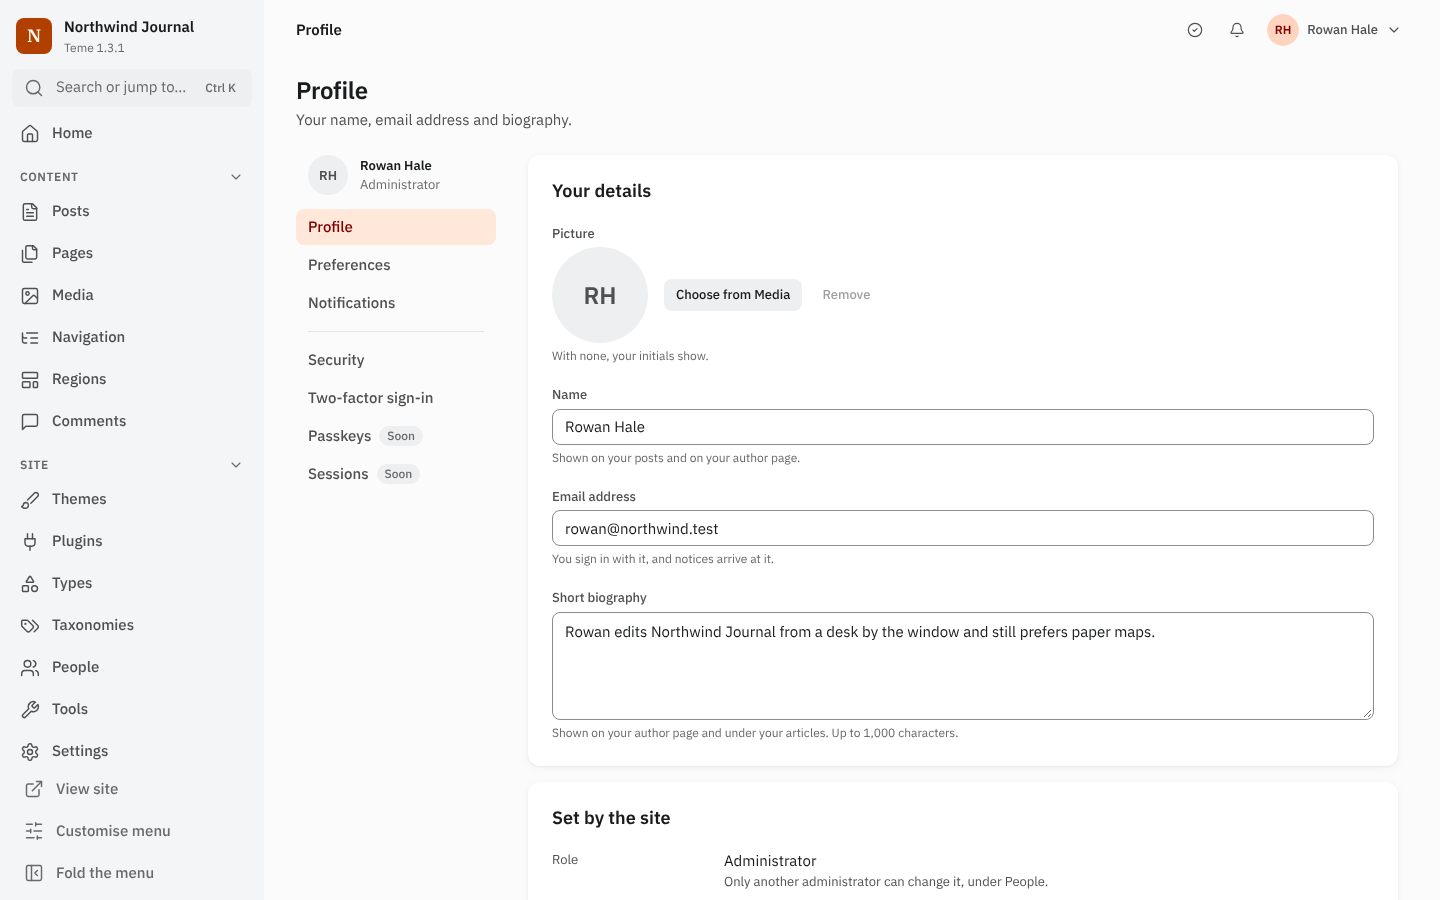 N
Northwind Journal
Teme 1.3.1
Search or jump to...
Ctrl K
Home
CONTENT
Posts
Pages
Media
Navigation
Regions
Comments
SITE
Themes
Plugins
Types
Taxonomies
People
Tools
Settings
View site
Customise menu
Fold the menu
Profile
RH
Rowan Hale
Profile
Your name, email address and biography.
RH
Rowan Hale
Administrator
Profile
Preferences
Notifications
Security
Two-factor sign-in
Passkeys Soon
Sessions Soon
Your details
Picture
RH
Choose from Media
Remove
With none, your initials show.
Name
Rowan Hale
Shown on your posts and on your author page.
Email address
rowan@northwind.test
You sign in with it, and notices arrive at it.
Short biography
Rowan edits Northwind Journal from a desk by the window and still prefers paper maps.
Shown on your author page and under your articles. Up to 1,000 characters.
Set by the site
Role
Administrator
Only another administrator can change it, under People.